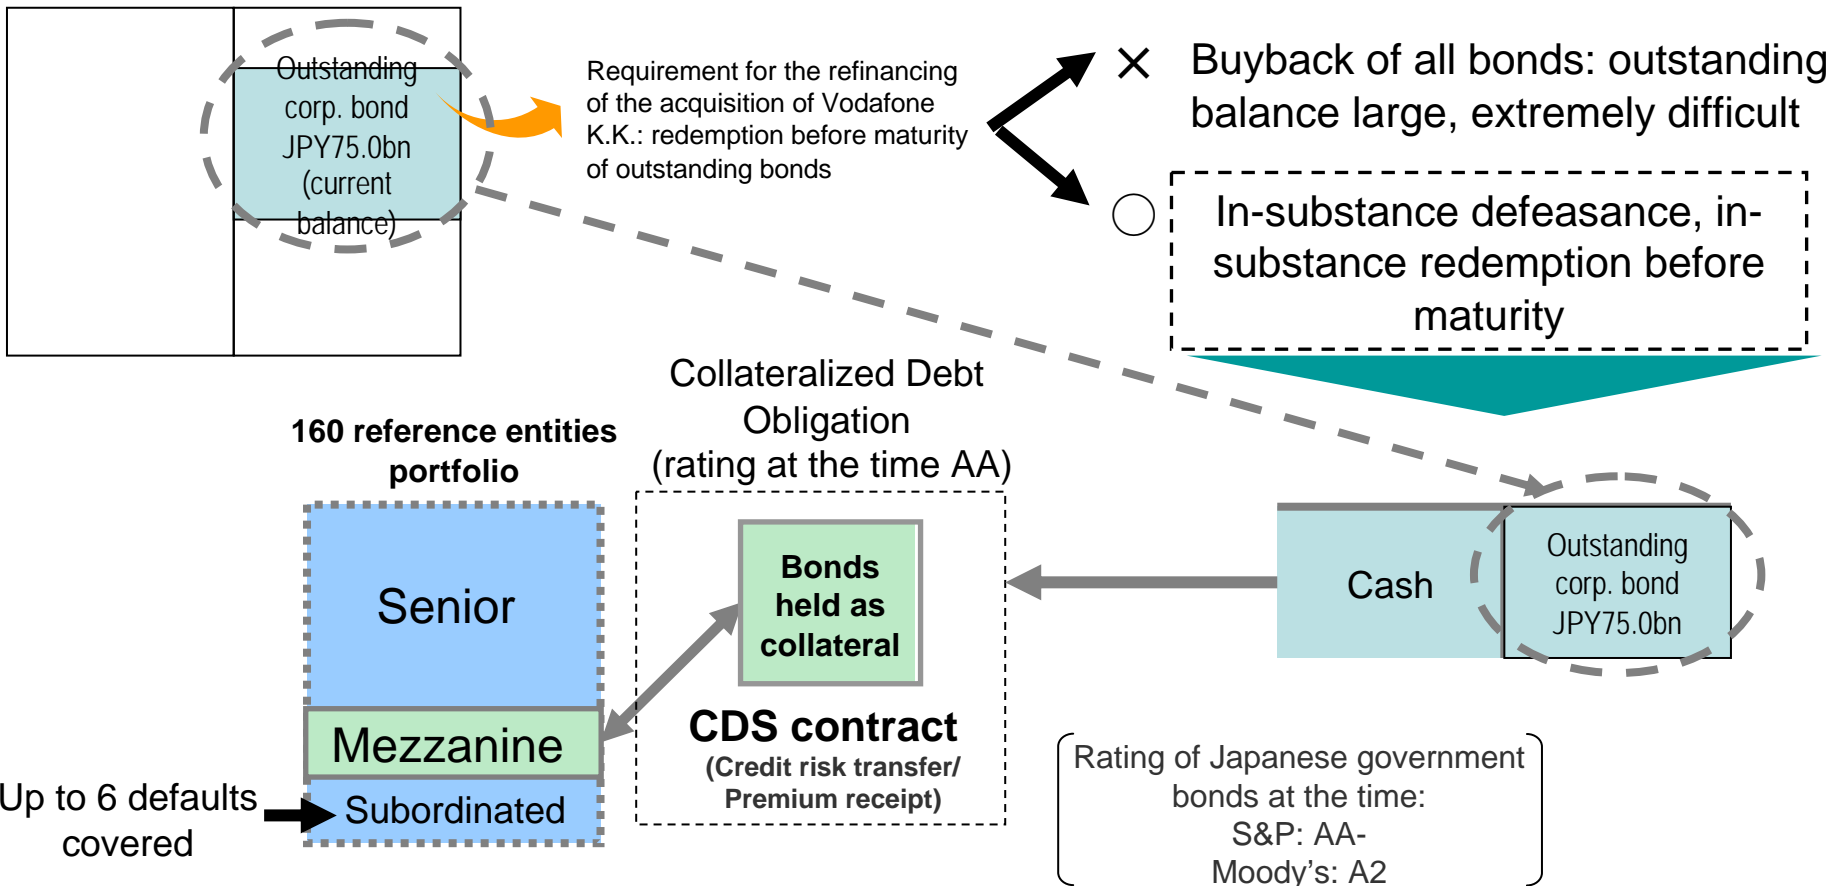 Outstanding
corp. bond
JPY75.0bn
(current
balance)
Requirement for the refinancing
of the acquisition of Vodafone
K.K.: redemption before maturity
of outstanding bonds
× Buyback of all bonds: outstanding
balance large, extremely difficult
○ In-substance defeasance, in-
substance redemption before
maturity
Collateralized Debt
Obligation
(rating at the time AA)
160 reference entities
portfolio
Senior
Mezzanine
Subordinated
Up to 6 defaults
covered
Bonds
held as
collateral
CDS contract
(Credit risk transfer/
Premium receipt)
Cash
Outstanding
corp. bond
JPY75.0bn
Rating of Japanese government
bonds at the time:
S&P: AA-
Moody's: A2